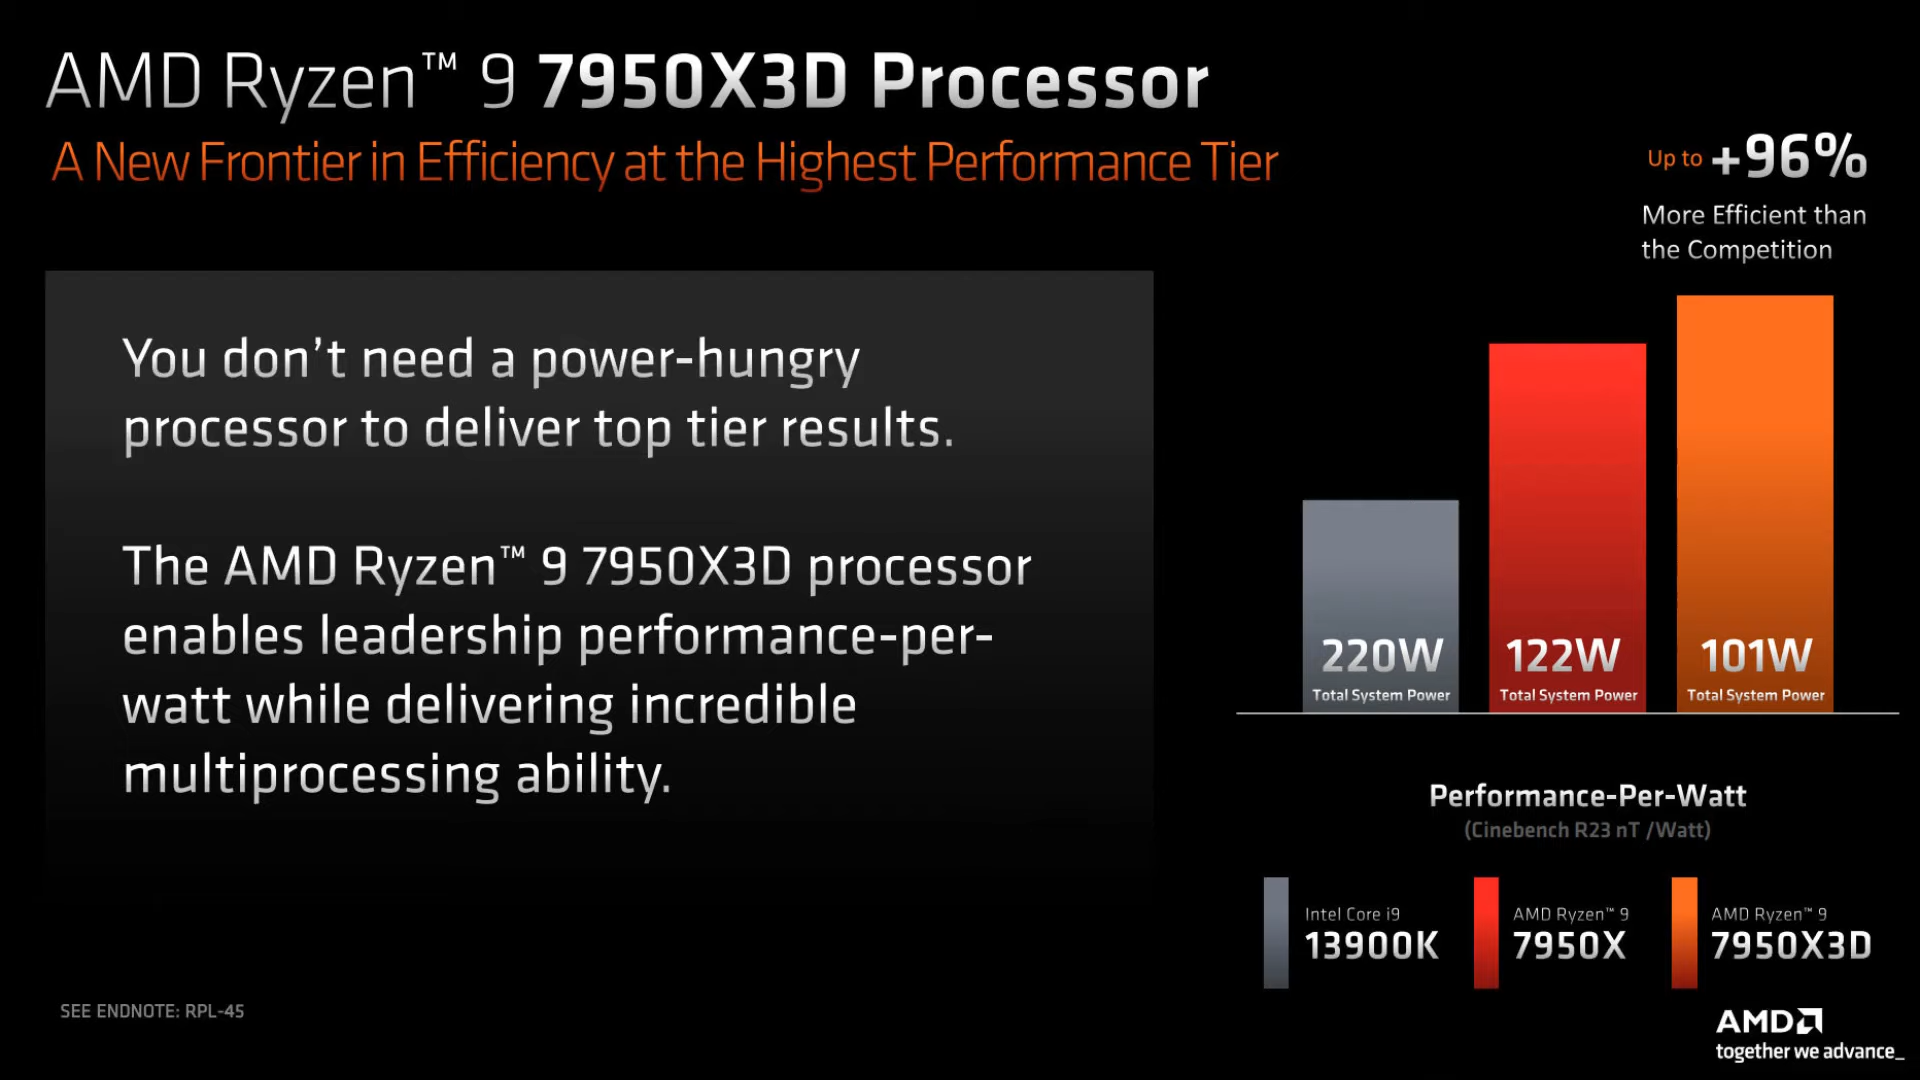 AMD Ryzen™ 9 7950X3D Processor
A New Frontier in Efficiency at the Highest Performance Tier
Up to +96%
More Efficient than
the Competition
You don’t need a power-hungry
processor to deliver top tier results.
The AMD Ryzen™ 9 7950X3D processor
enables leadership performance-per-
watt while delivering incredible
multiprocessing ability.
220W
Total System Power
122W
Total System Power
101W
Total System Power
Performance-Per-Watt
(Cinebench R23 nT /Watt)
Intel Core i9
13900K
AMD Ryzen™ 9
7950X
AMD Ryzen™ 9
7950X3D
SEE ENDNOTE: RPL-45
AMD
together we advance_